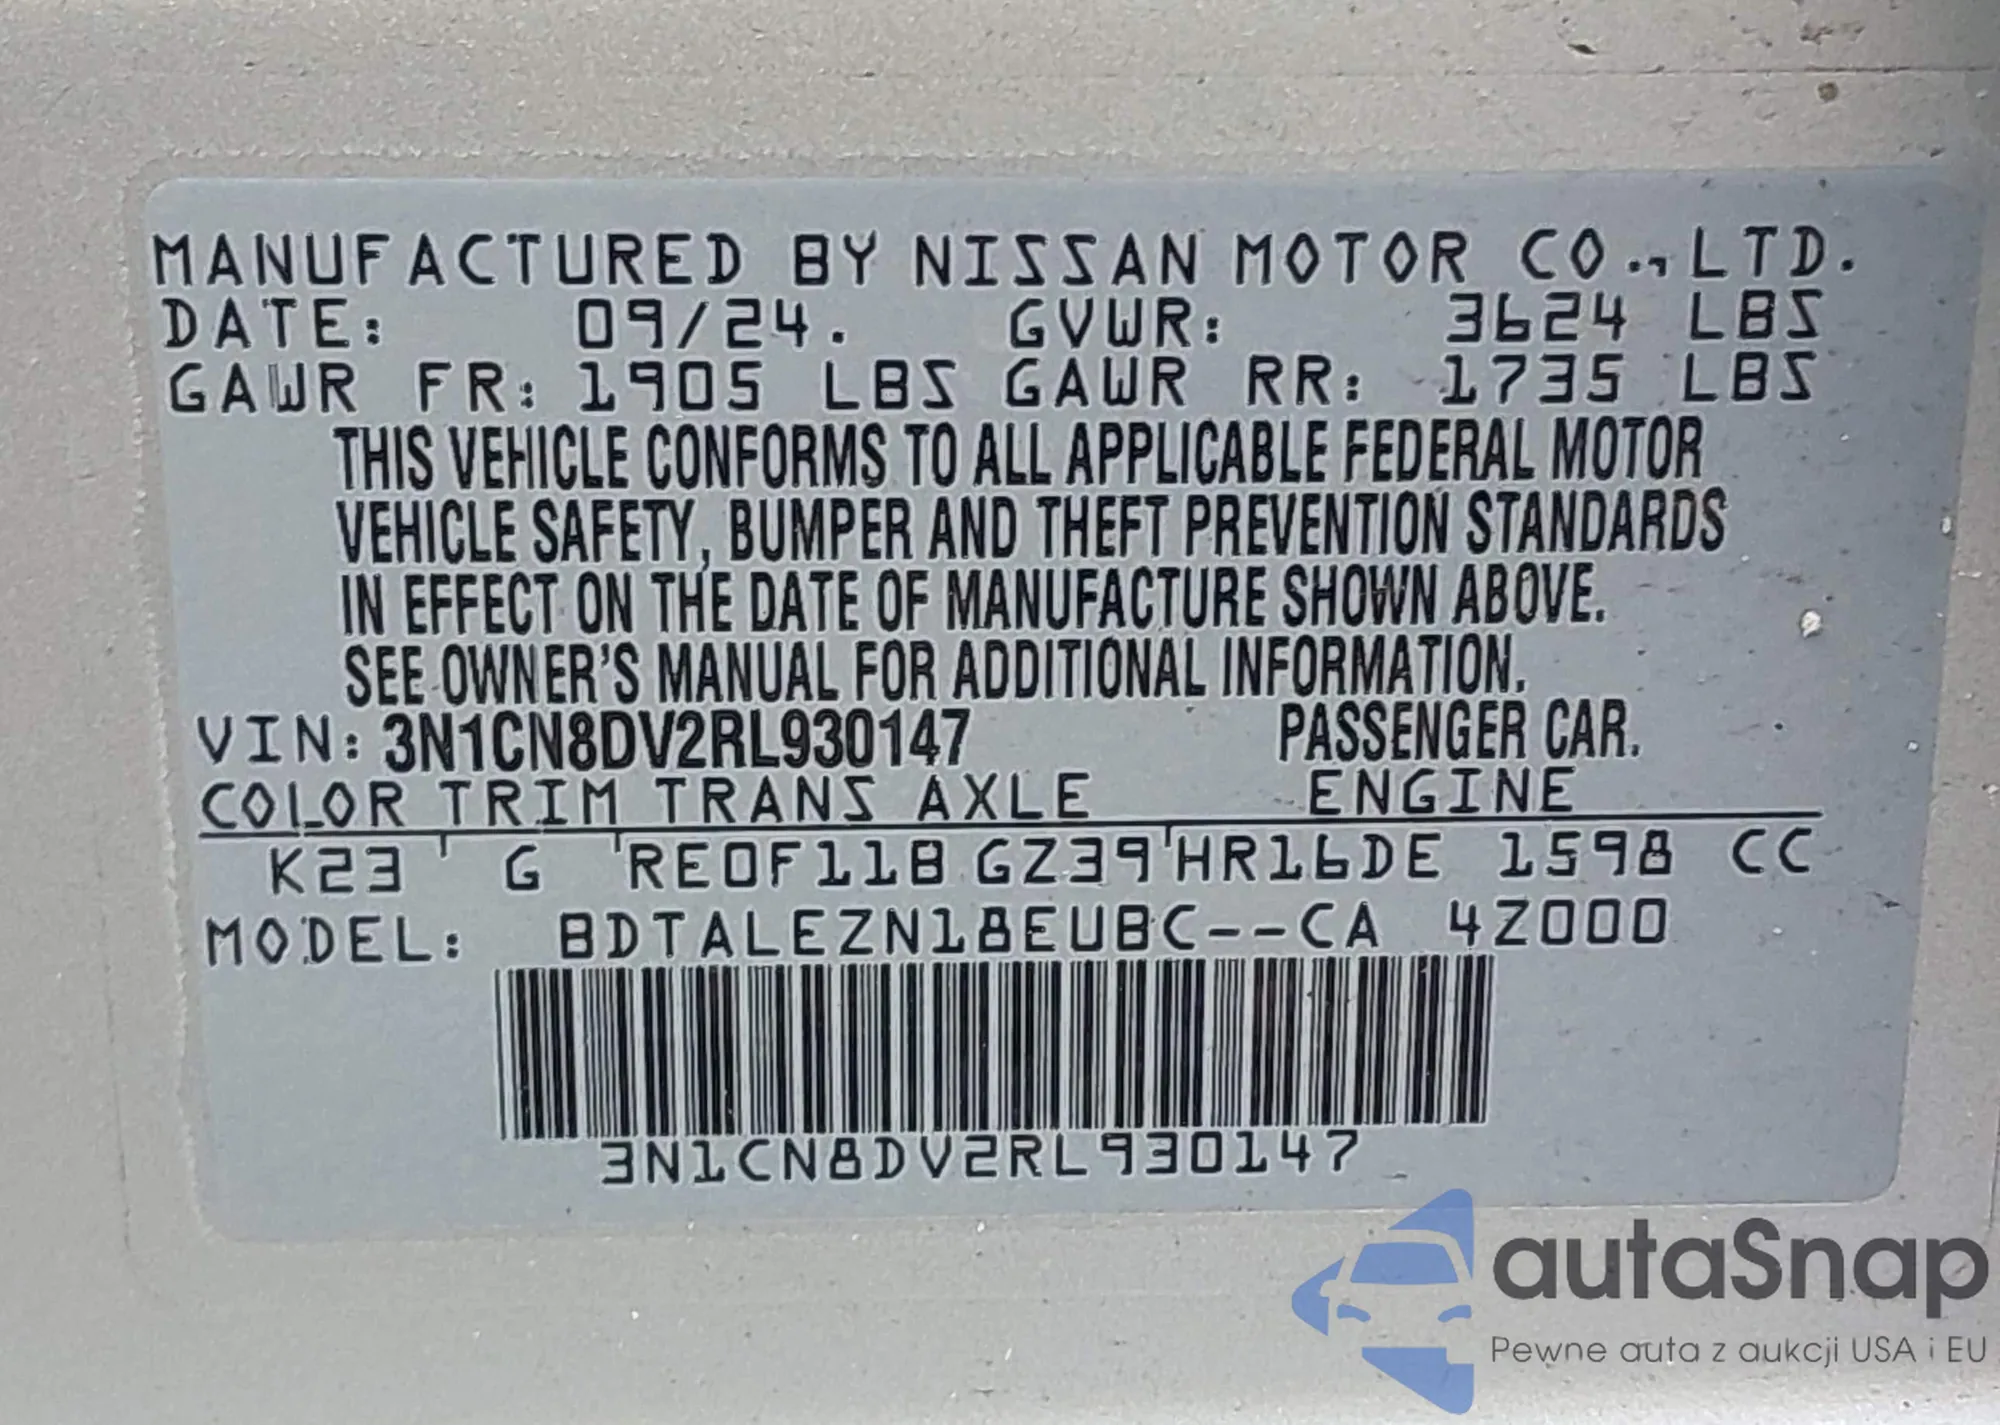 MANUFACTURED BY NISSAN MOTOR CO.,LTD.
DATE: 09/24. GVWR: 3624 LBS
GAWR FR: 1905 LBS GAWR RR: 1735 LBS
THIS VEHICLE CONFORMS TO ALL APPLICABLE FEDERAL MOTOR
VEHICLE SAFETY, BUMPER AND THEFT PREVENTION STANDARDS
IN EFFECT ON THE DATE OF MANUFACTURE SHOWN ABOVE.
SEE OWNER'S MANUAL FOR ADDITIONAL INFORMATION.
VIN: 3N1CN8DV2RL930147 PASSENGER CAR.
COLOR TRIM TRANS AXLE ENGINE
K23 G RE0F11B GZ39 HR16DE 1598 CC
MODEL: BDTALEZN18EUBC--CA 4Z000
3N1CN8DV2RL930147
autaSnap
Pewne auta z aukcji USA i EU